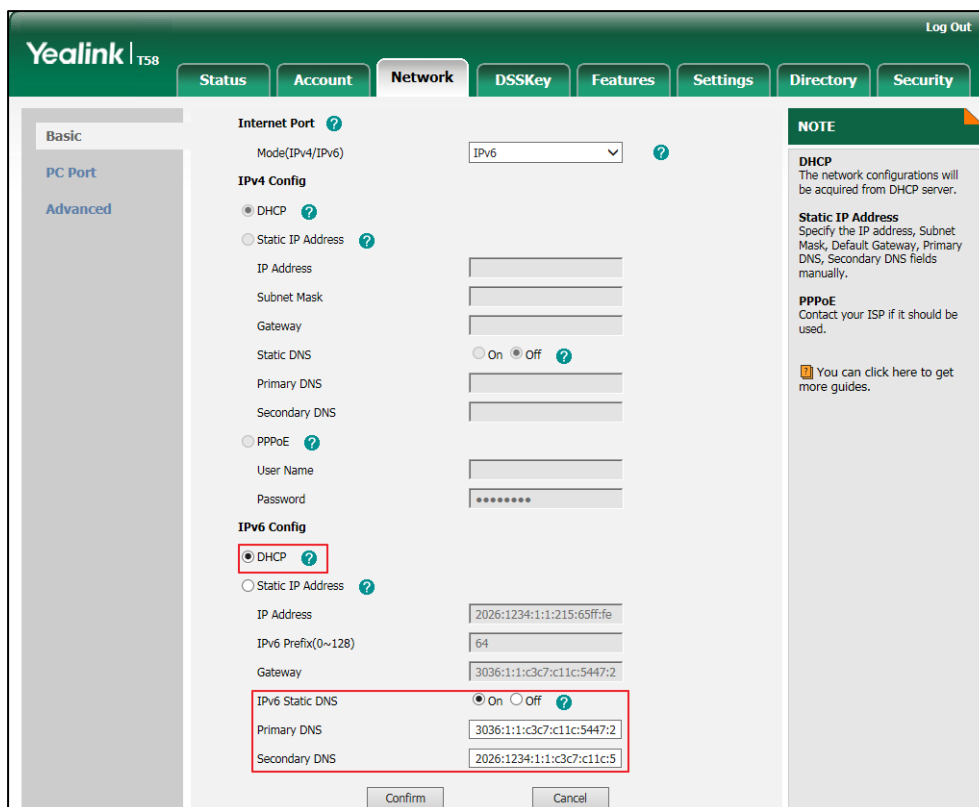 Log Out
Yealink | T58
Status Account Network DSSKey Features Settings Directory Security
Basic
PC Port
Advanced
Internet Port ?
Mode(IPv4/IPv6) IPv6 ?
IPv4 Config
DHCP ?
Static IP Address ?
IP Address
Subnet Mask
Gateway
Static DNS On Off ?
Primary DNS
Secondary DNS
PPPoE ?
User Name
Password ••••••••
IPv6 Config
DHCP ?
Static IP Address ?
IP Address 2026:1234:1:1:215:65ff:fe
IPv6 Prefix(0~128) 64
Gateway 3036:1:1:c3c7:c11c:5447:2
IPv6 Static DNS On Off ?
Primary DNS 3036:1:1:c3c7:c11c:5447:2
Secondary DNS 2026:1234:1:1:c3c7:c11c:5
Confirm Cancel
NOTE
DHCP
The network configurations will
be acquired from DHCP server.
Static IP Address
Specify the IP address, Subnet
Mask, Default Gateway, Primary
DNS, Secondary DNS fields
manually.
PPPoE
Contact your ISP if it should be
used.
? You can click here to get
more guides.